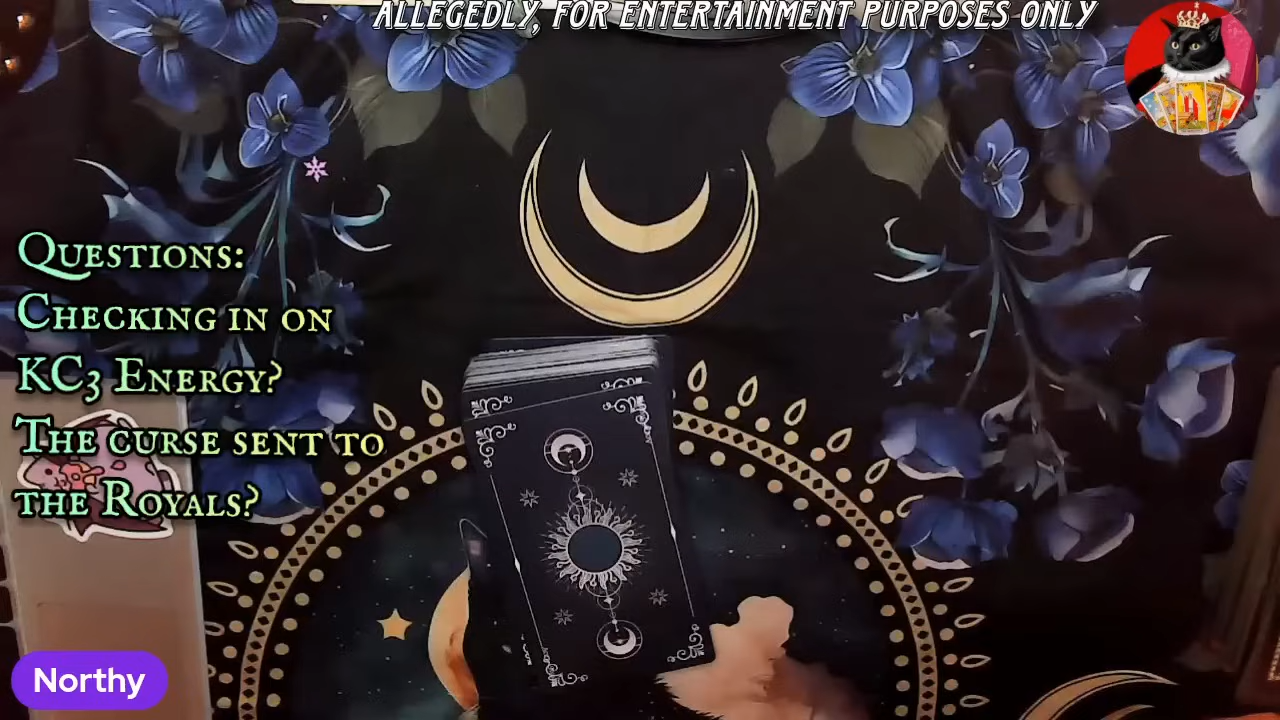 ALLEGEDLY, FOR ENTERTAINMENT PURPOSES ONLY
Questions:
Checking in on
KC3 Energy?
The curse sent to
the Royals?
Northy